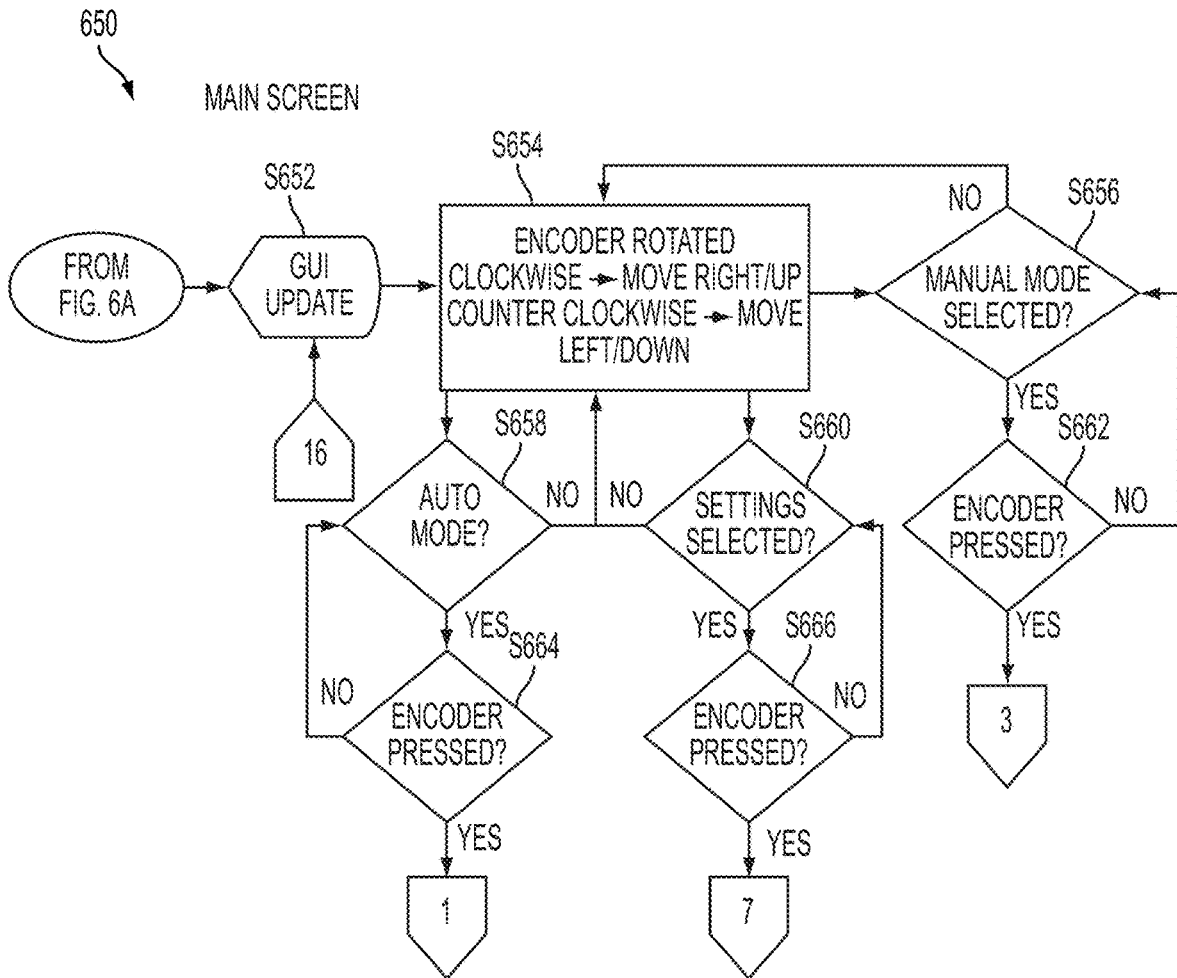 650
MAIN SCREEN
S652
S654
S656
FROM
FIG. 6A
GUI
UPDATE
ENCODER ROTATED
CLOCKWISE → MOVE RIGHT/UP
COUNTER CLOCKWISE → MOVE
LEFT/DOWN
NO
MANUAL MODE
SELECTED?
YES
16
S658
S660
S662
AUTO
MODE?
NO
NO
SETTINGS
SELECTED?
ENCODER
PRESSED?
NO
YES
YES
YES
S664
S666
NO
ENCODER
PRESSED?
ENCODER
PRESSED?
NO
3
YES
YES
1
7